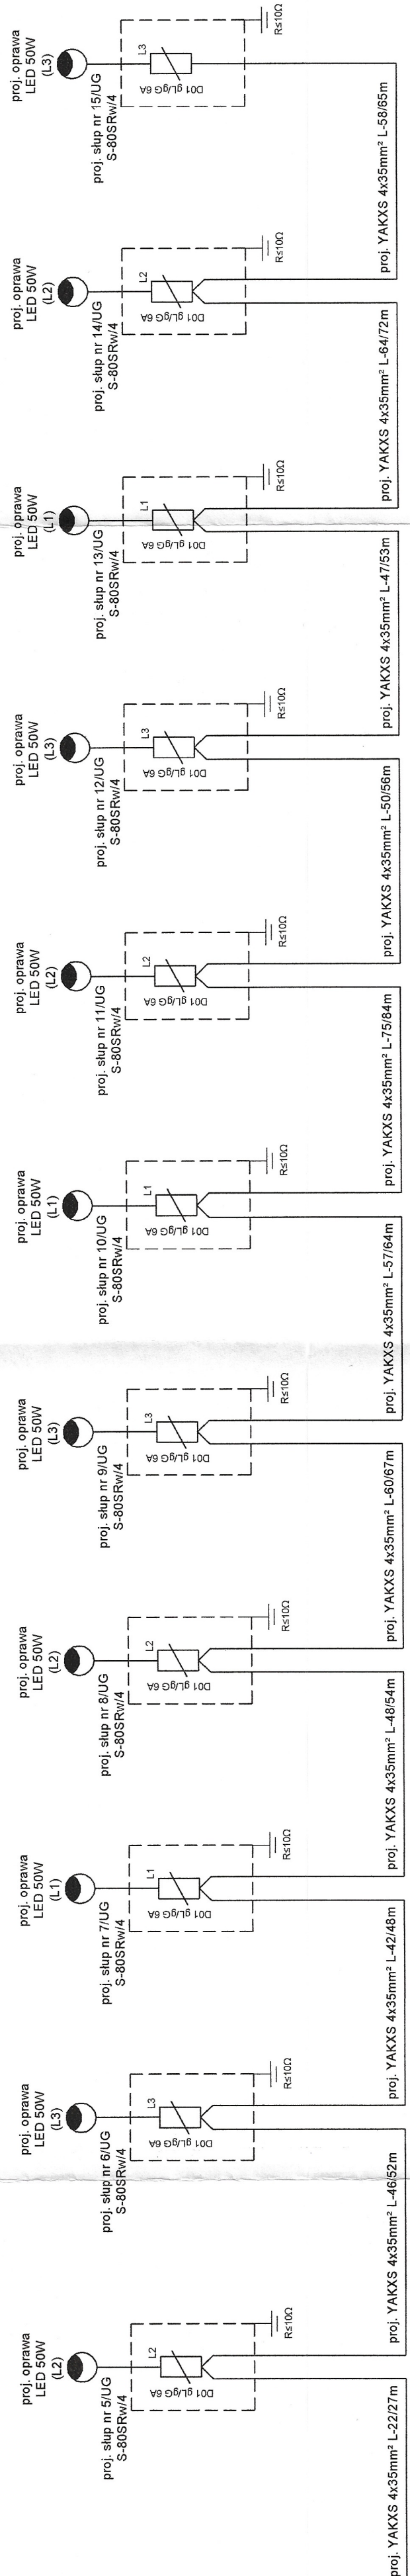 proj. oprawa
LED 50W
(L3)
proj. słup nr 15/UG
S-80SRw/4
L3
D01 gL/gG 6A
R≤10Ω
proj. YAKXS 4x35mm² L-58/65m
proj. oprawa
LED 50W
(L2)
proj. słup nr 14/UG
S-80SRw/4
L2
D01 gL/gG 6A
R≤10Ω
proj. YAKXS 4x35mm² L-64/72m
proj. oprawa
LED 50W
(L1)
proj. słup nr 13/UG
S-80SRw/4
L1
D01 gL/gG 6A
R≤10Ω
proj. YAKXS 4x35mm² L-47/53m
proj. oprawa
LED 50W
(L3)
proj. słup nr 12/UG
S-80SRw/4
L3
D01 gL/gG 6A
R≤10Ω
proj. YAKXS 4x35mm² L-50/56m
proj. oprawa
LED 50W
(L2)
proj. słup nr 11/UG
S-80SRw/4
L2
D01 gL/gG 6A
R≤10Ω
proj. YAKXS 4x35mm² L-75/84m
proj. oprawa
LED 50W
(L1)
proj. słup nr 10/UG
S-80SRw/4
L1
D01 gL/gG 6A
R≤10Ω
proj. YAKXS 4x35mm² L-57/64m
proj. oprawa
LED 50W
(L3)
proj. słup nr 9/UG
S-80SRw/4
L3
D01 gL/gG 6A
R≤10Ω
proj. YAKXS 4x35mm² L-60/67m
proj. oprawa
LED 50W
(L2)
proj. słup nr 8/UG
S-80SRw/4
L2
D01 gL/gG 6A
R≤10Ω
proj. YAKXS 4x35mm² L-48/54m
proj. oprawa
LED 50W
(L1)
proj. słup nr 7/UG
S-80SRw/4
L1
D01 gL/gG 6A
R≤10Ω
proj. YAKXS 4x35mm² L-42/48m
proj. oprawa
LED 50W
(L3)
proj. słup nr 6/UG
S-80SRw/4
L3
D01 gL/gG 6A
R≤10Ω
proj. YAKXS 4x35mm² L-46/52m
proj. oprawa
LED 50W
(L2)
proj. słup nr 5/UG
S-80SRw/4
L2
D01 gL/gG 6A
R≤10Ω
proj. YAKXS 4x35mm² L-22/27m